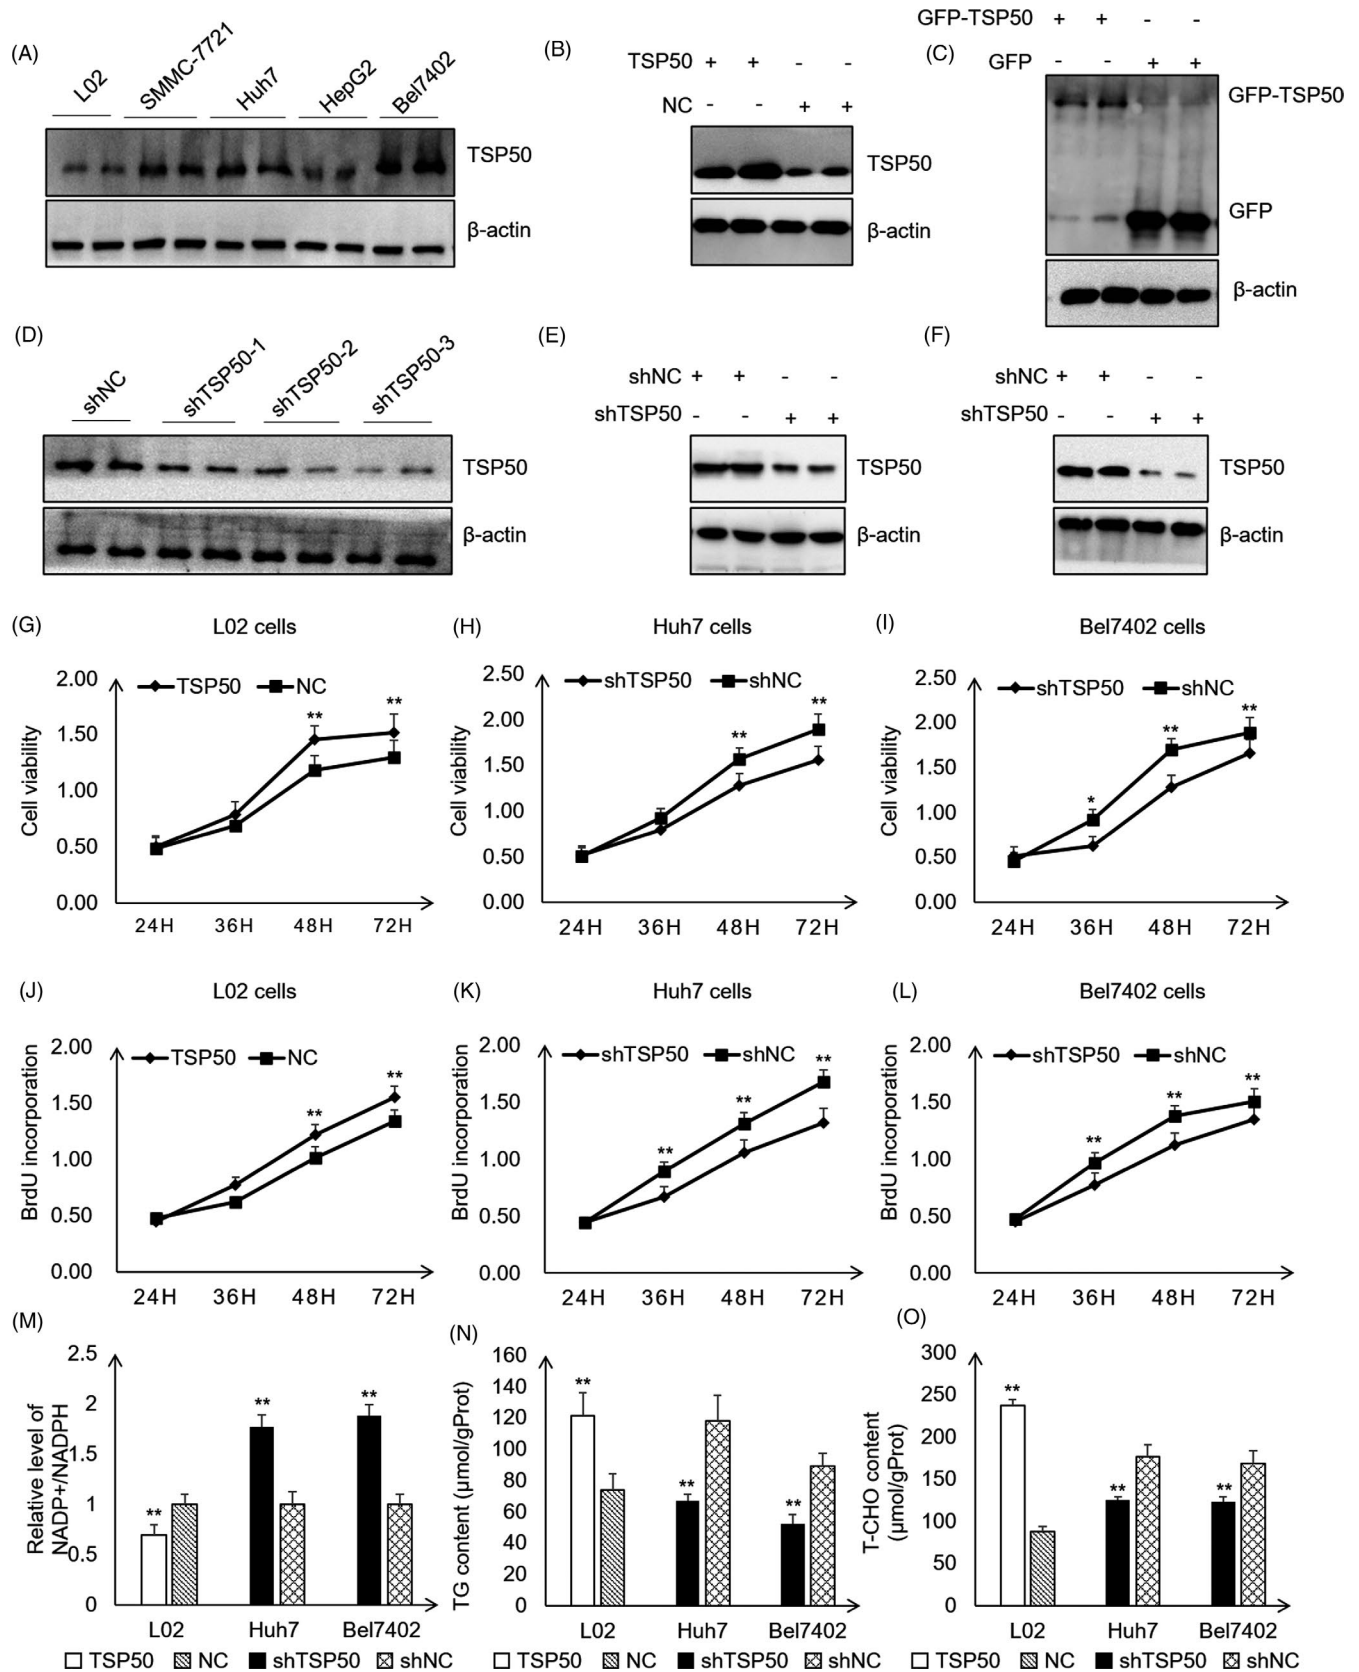 (A)
L02 SMMC-7721 Huh7 HepG2 Bel7402
TSP50
β-actin
(B)
TSP50 + + - -
NC - - + +
TSP50
β-actin
GFP-TSP50 + + - -
(C)
GFP - - + +
GFP-TSP50
GFP
β-actin
(D)
shNC shTSP50-1 shTSP50-2 shTSP50-3
TSP50
β-actin
(E)
shNC + + - -
shTSP50 - - + +
TSP50
β-actin
(F)
shNC + + - -
shTSP50 - - + +
TSP50
β-actin
(G) L02 cells
TSP50 NC
Cell viability
2.00
1.50
1.00
0.50
0.00
** **
24H 36H 48H 72H
(H) Huh7 cells
shTSP50 shNC
Cell viability
2.50
2.00
1.50
1.00
0.50
0.00
** **
24H 36H 48H 72H
(I) Bel7402 cells
shTSP50 shNC
Cell viability
2.50
2.00
1.50
1.00
0.50
0.00
* ** **
24H 36H 48H 72H
(J) L02 cells
TSP50 NC
BrdU incorporation
2.00
1.50
1.00
0.50
0.00
** **
24H 36H 48H 72H
(K) Huh7 cells
shTSP50 shNC
BrdU incorporation
2.00
1.50
1.00
0.50
0.00
** ** **
24H 36H 48H 72H
(L) Bel7402 cells
shTSP50 shNC
BrdU incorporation
2.00
1.50
1.00
0.50
0.00
** ** **
24H 36H 48H 72H
(M)
Relative level of
NADP+/NADPH
2.5
2
1.5
1
0.5
0
** ** **
L02 Huh7 Bel7402
TSP50 NC shTSP50 shNC
(N)
TG content (μmol/gProt)
160
140
120
100
80
60
40
20
0
** ** **
L02 Huh7 Bel7402
TSP50 NC shTSP50 shNC
(O)
T-CHO content
(μmol/gProt)
300
250
200
150
100
50
0
** ** **
L02 Huh7 Bel7402
TSP50 NC shTSP50 shNC